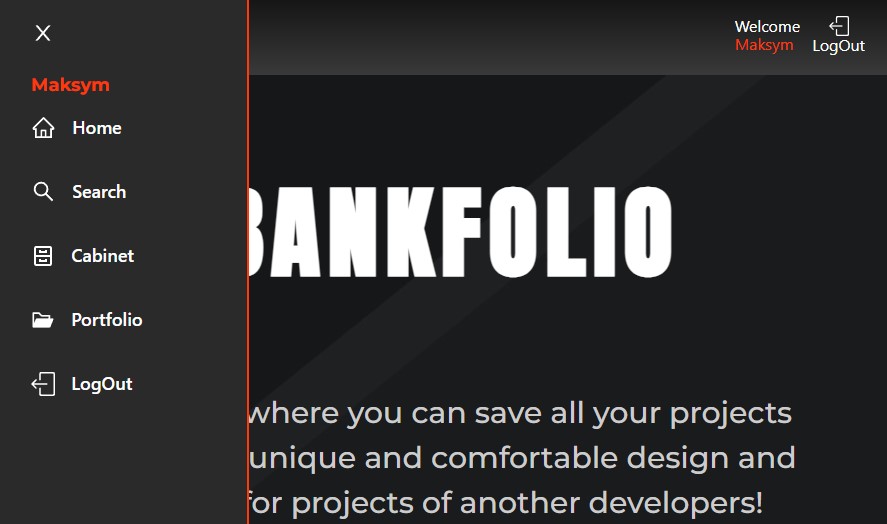 X
Maksym
Home
Search
Cabinet
Portfolio
LogOut
Welcome
Maksym
LogOut
BANKFOLIO
where you can save all your projects
unique and comfortable design and
for projects of another developers!